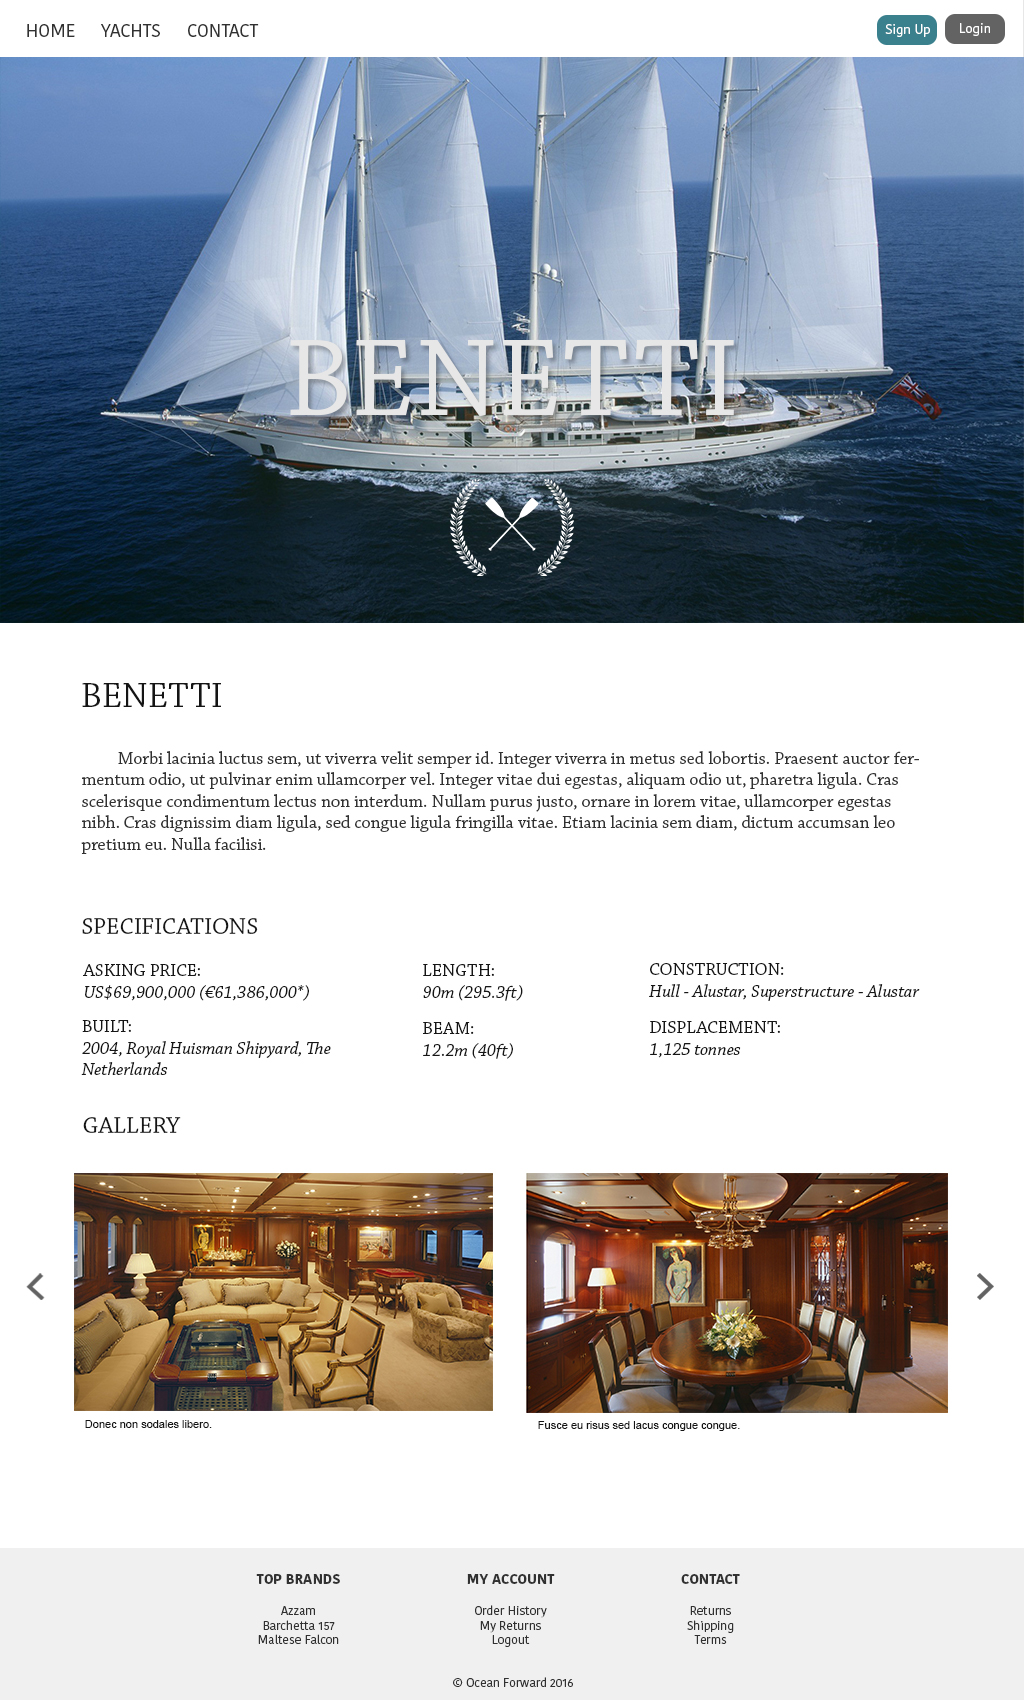 HOME YACHTS CONTACT Sign Up Login
BENETTI
BENETTI
Morbi lacinia luctus sem, ut viverra velit semper id. Integer viverra in metus sed lobortis. Praesent auctor fer-
mentum odio, ut pulvinar enim ullamcorper vel. Integer vitae dui egestas, aliquam odio ut, pharetra ligula. Cras
scelerisque condimentum lectus non interdum. Nullam purus justo, ornare in lorem vitae, ullamcorper egestas
nibh. Cras dignissim diam ligula, sed congue ligula fringilla vitae. Etiam lacinia sem diam, dictum accumsan leo
pretium eu. Nulla facilisi.
SPECIFICATIONS
ASKING PRICE:
US$69,900,000 (€61,386,000*)
BUILT:
2004, Royal Huisman Shipyard, The
Netherlands
LENGTH:
90m (295.3ft)
BEAM:
12.2m (40ft)
CONSTRUCTION:
Hull - Alustar, Superstructure - Alustar
DISPLACEMENT:
1,125 tonnes
GALLERY
Donec non sodales libero.
Fusce eu risus sed lacus congue congue.
TOP BRANDS
Azzam
Barchetta 157
Maltese Falcon
MY ACCOUNT
Order History
My Returns
Logout
CONTACT
Returns
Shipping
Terms
© Ocean Forward 2016